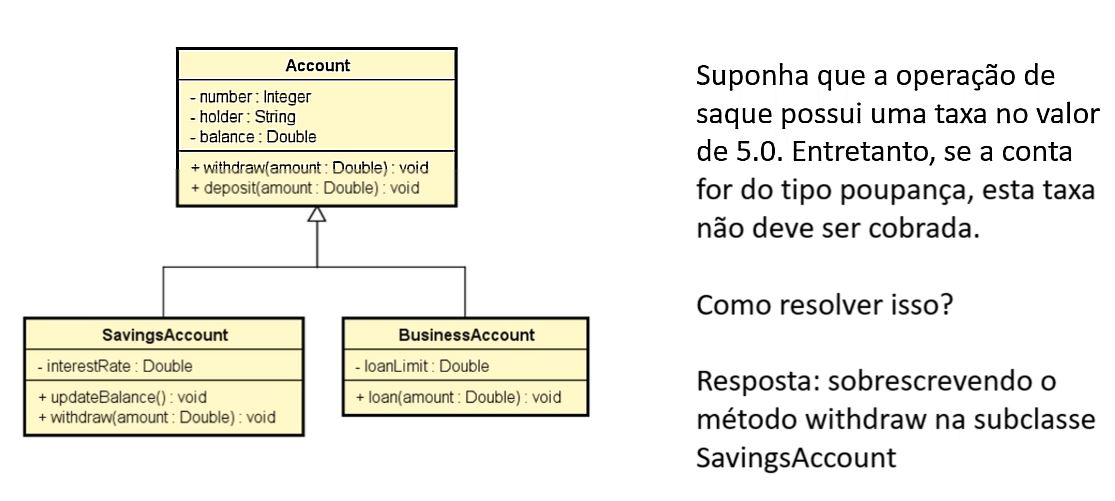 Account
- number : Integer
- holder : String
- balance : Double
+ withdraw(amount : Double) : void
+ deposit(amount : Double) : void
SavingsAccount
- interestRate : Double
+ updateBalance() : void
+ withdraw(amount : Double) : void
BusinessAccount
- loanLimit : Double
+ loan(amount : Double) : void
Suponha que a operação de
saque possui uma taxa no valor
de 5.0. Entretanto, se a conta
for do tipo poupança, esta taxa
não deve ser cobrada.
Como resolver isso?
Resposta: sobrescrevendo o
método withdraw na subclasse
SavingsAccount